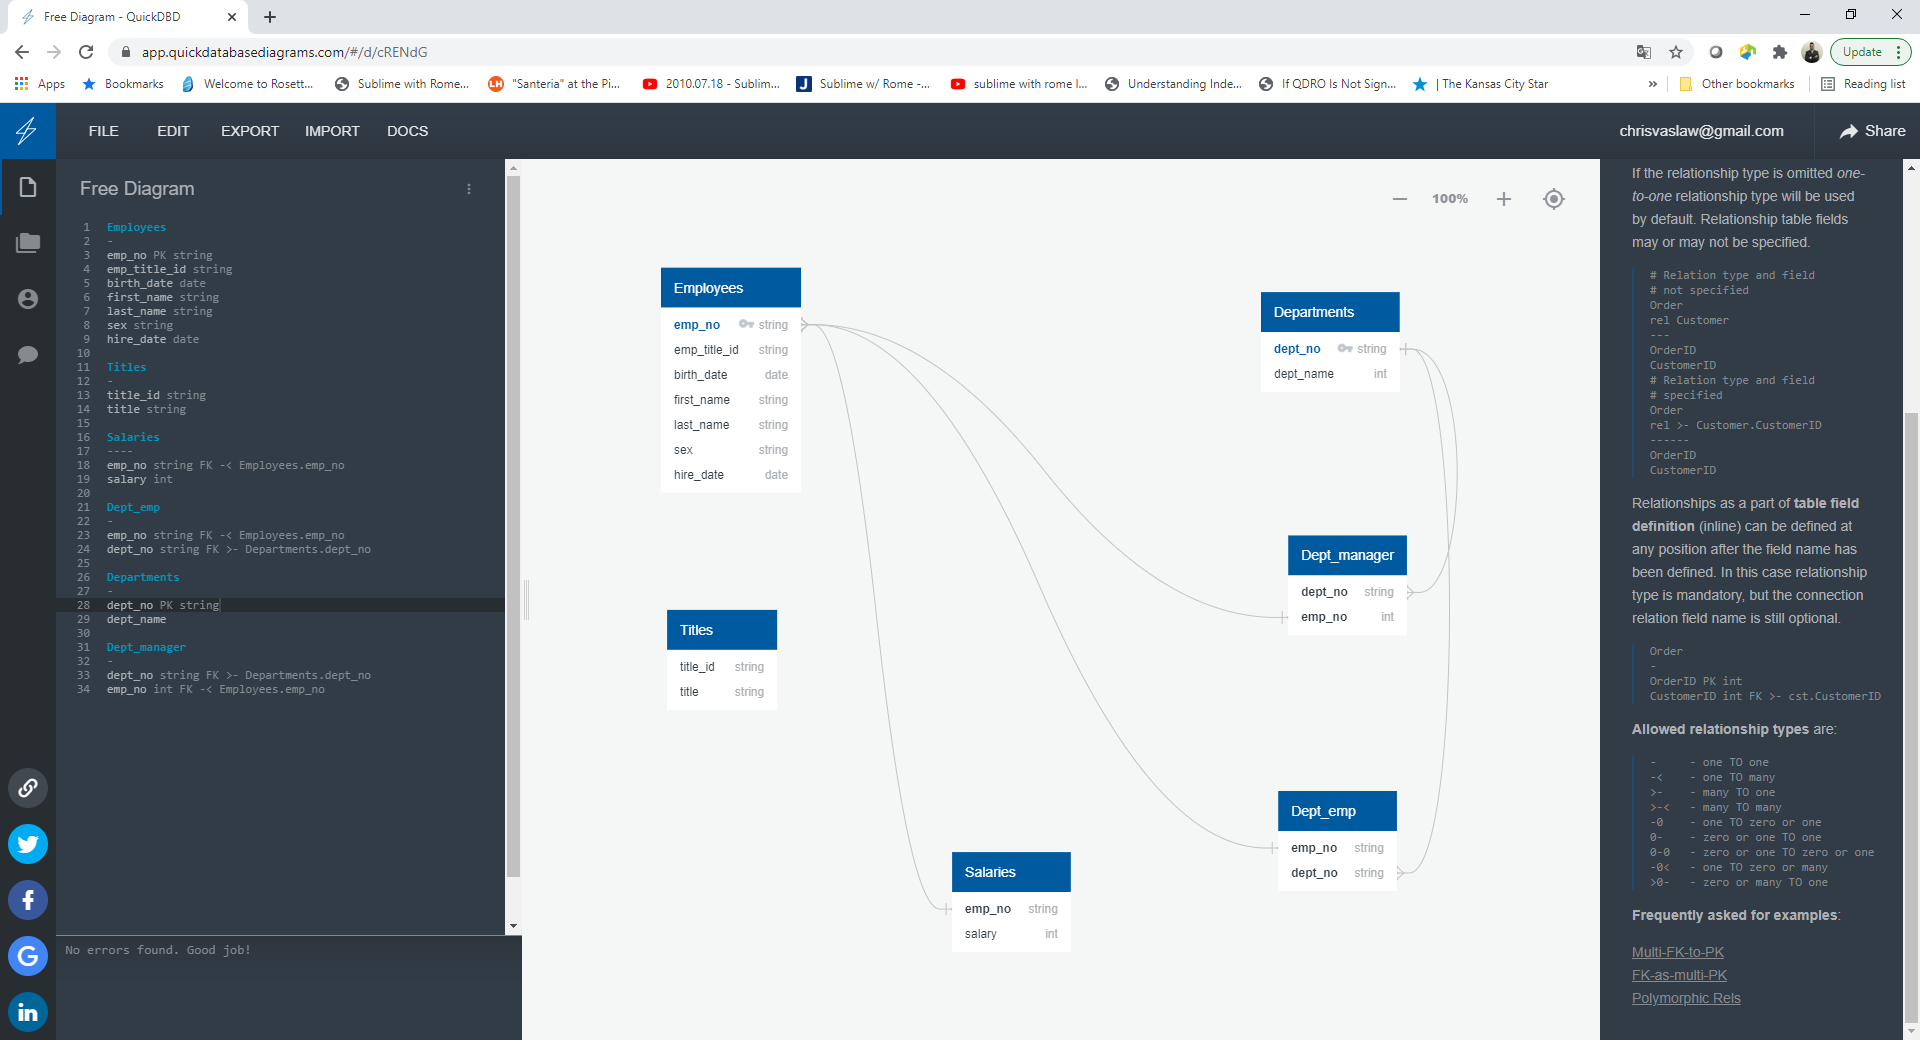 Free Diagram - QuickDBD
app.quickdatabasediagrams.com/#/d/cRENdG
Update
Apps
Bookmarks
Welcome to Rosett...
Sublime with Rome...
"Santeria" at the Pi...
2010.07.18 - Sublim...
Sublime w/ Rome -...
sublime with rome l...
Understanding Inde...
If QDRO Is Not Sign...
| The Kansas City Star
»
Other bookmarks
Reading list
FILE
EDIT
EXPORT
IMPORT
DOCS
chrisvaslaw@gmail.com
Share
Free Diagram
1 Employees
2 -
3 emp_no PK string
4 emp_title_id string
5 birth_date date
6 first_name string
7 last_name string
8 sex string
9 hire_date date
10
11 Titles
12 -
13 title_id string
14 title string
15
16 Salaries
17 ----
18 emp_no string FK -< Employees.emp_no
19 salary int
20
21 Dept_emp
22 -
23 emp_no string FK -< Employees.emp_no
24 dept_no string FK >- Departments.dept_no
25
26 Departments
27 -
28 dept_no PK string
29 dept_name
30
31 Dept_manager
32 -
33 dept_no string FK >- Departments.dept_no
34 emp_no int FK -< Employees.emp_no
No errors found. Good job!
100%
Employees
emp_no string
emp_title_id string
birth_date date
first_name string
last_name string
sex string
hire_date date
Departments
dept_no string
dept_name int
Dept_manager
dept_no string
emp_no int
Titles
title_id string
title string
Dept_emp
emp_no string
dept_no string
Salaries
emp_no string
salary int
If the relationship type is omitted one-
to-one relationship type will be used
by default. Relationship table fields
may or may not be specified.
# Relation type and field
# not specified
Order
rel Customer
---
OrderID
CustomerID
# Relation type and field
# specified
Order
rel >- Customer.CustomerID
------
OrderID
CustomerID
Relationships as a part of table field
definition (inline) can be defined at
any position after the field name has
been defined. In this case relationship
type is mandatory, but the connection
relation field name is still optional.
Order
-
OrderID PK int
CustomerID int FK >- cst.CustomerID
Allowed relationship types are:
- - one TO one
-< - one TO many
>- - many TO one
>-< - many TO many
-0 - one TO zero or one
0- - zero or one TO one
0-0 - zero or one TO zero or one
-0< - one TO zero or many
>0- - zero or many TO one
Frequently asked for examples:
Multi-FK-to-PK
FK-as-multi-PK
Polymorphic Rels